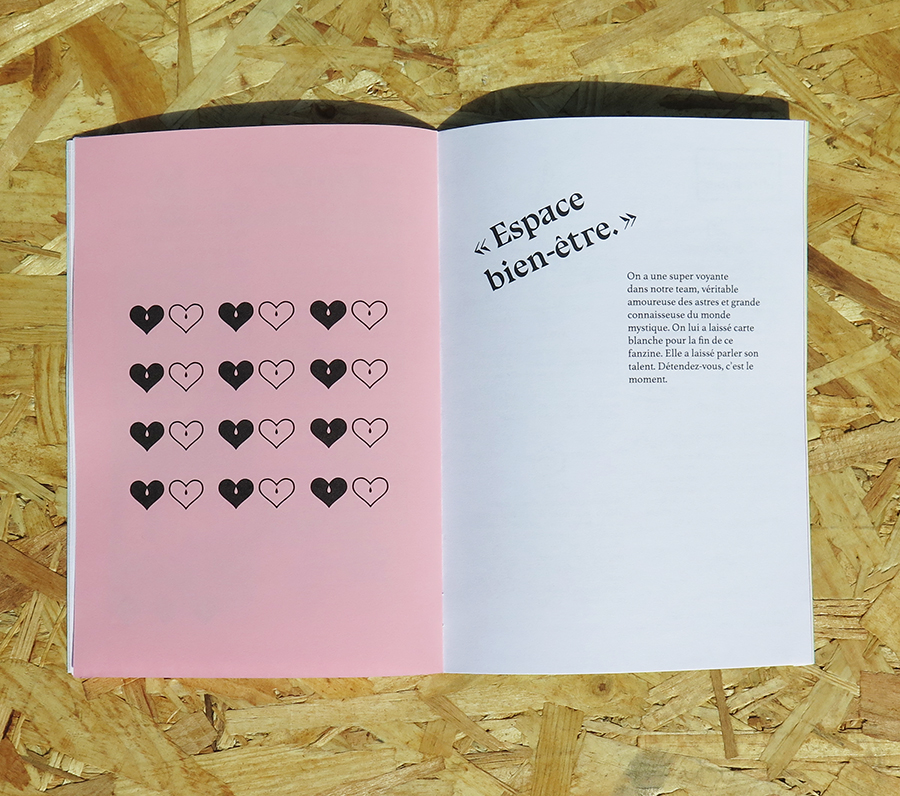 « Espace
bien-être. »
On a une super voyante
dans notre team, véritable
amoureuse des astres et grande
connaisseuse du monde
mystique. On lui a laissé carte
blanche pour la fin de ce
fanzine. Elle a laissé parler son
talent. Détendez-vous, c'est le
moment.